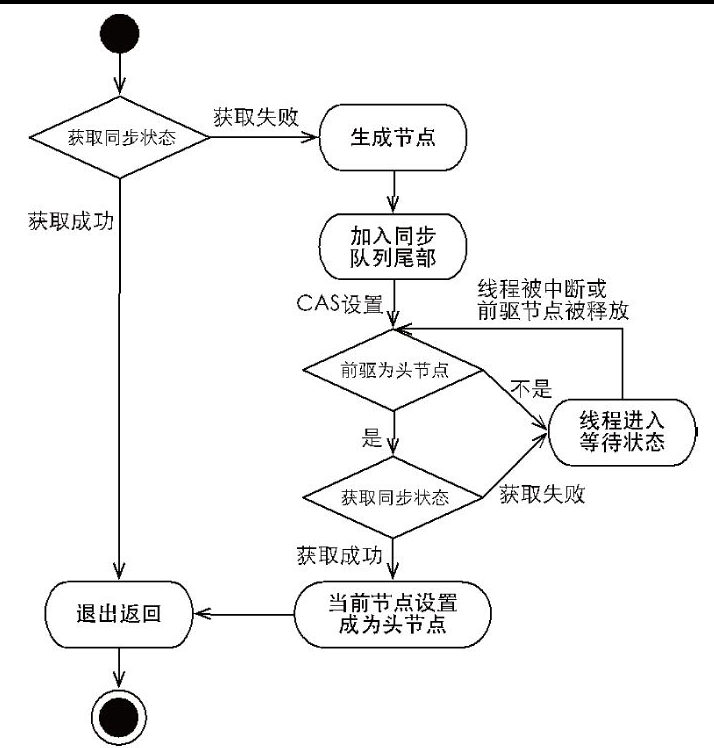 获取同步状态
获取失败
生成节点
获取成功
加入同步
队列尾部
CAS设置
线程被中断或
前驱节点被释放
前驱为头节点
不是
线程进入
等待状态
是
获取同步状态
获取失败
获取成功
退出返回
当前节点设置
成为头节点